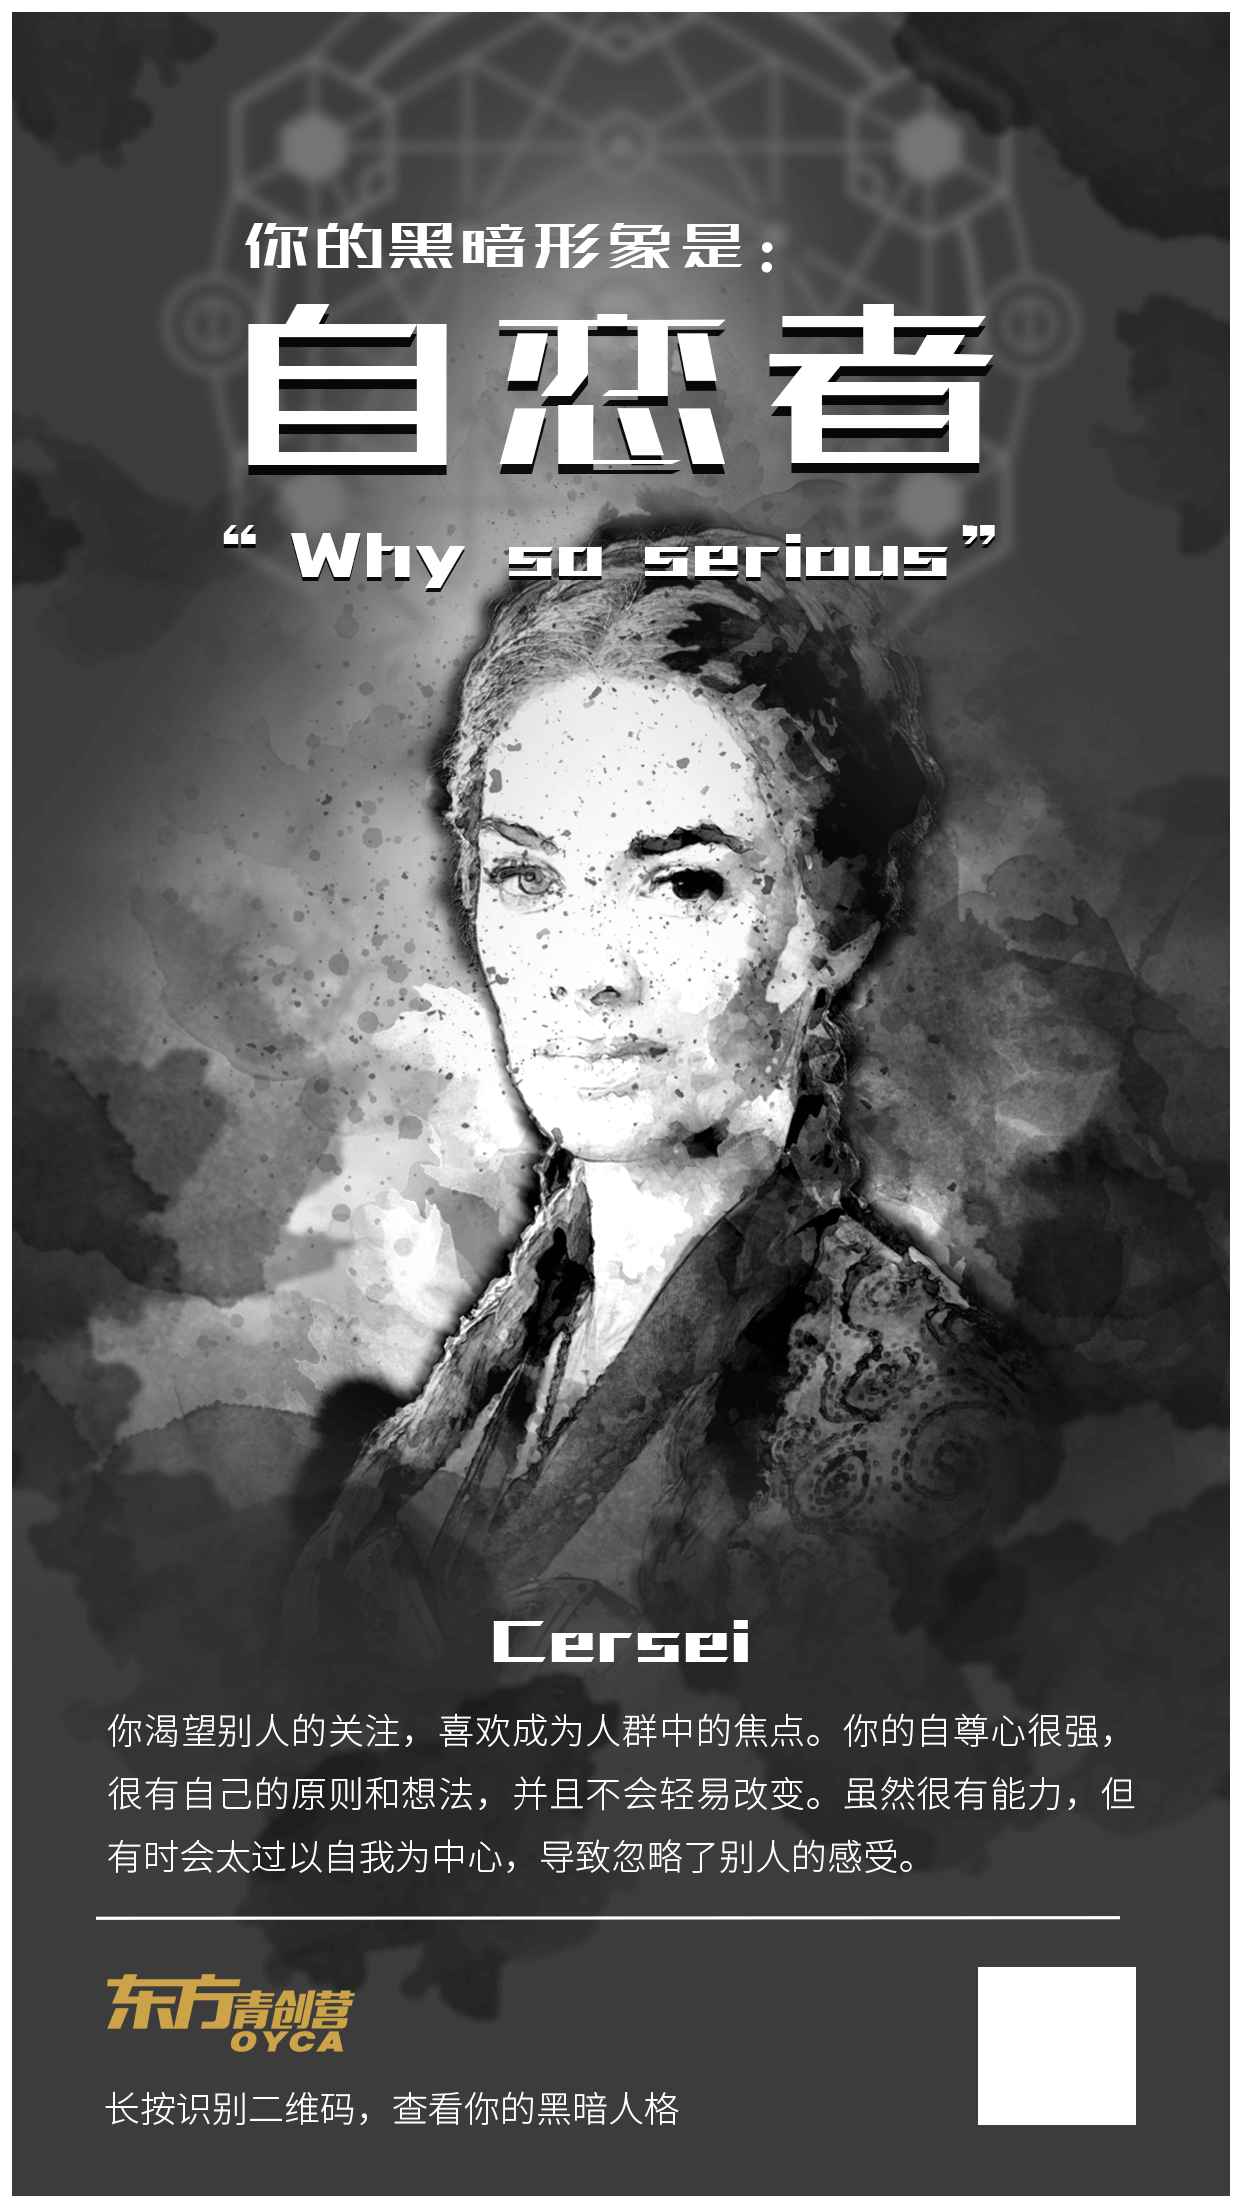 你的黑暗形象是：
自恋者
“Why so serious”
Cersei
你渴望别人的关注，喜欢成为人群中的焦点。你的自尊心很强，
很有自己的原则和想法，并且不会轻易改变。虽然很有能力，但
有时会太过以自我为中心，导致忽略了别人的感受。
东方青创营
OYCA
长按识别二维码，查看你的黑暗人格